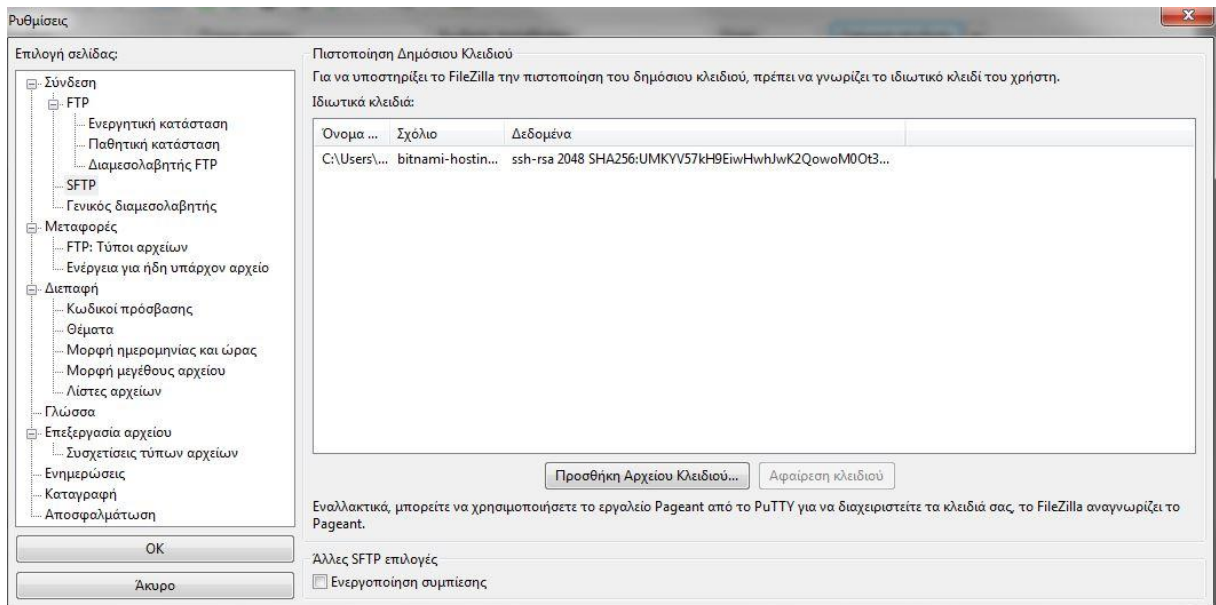 Ρυθμίσεις
Επιλογή σελίδας:
Σύνδεση
FTP
Ενεργητική κατάσταση
Παθητική κατάσταση
Διαμεσολαβητής FTP
SFTP
Γενικός διαμεσολαβητής
Μεταφορές
FTP: Τύποι αρχείων
Ενέργεια για ήδη υπάρχον αρχείο
Διεπαφή
Κωδικοί πρόσβασης
Θέματα
Μορφή ημερομηνίας και ώρας
Μορφή μεγέθους αρχείου
Λίστες αρχείων
Γλώσσα
Επεξεργασία αρχείου
Συσχετίσεις τύπων αρχείων
Ενημερώσεις
Καταγραφή
Αποσφαλμάτωση
OK
Άκυρο
Πιστοποίηση Δημόσιου Κλειδιού
Για να υποστηρίξει το FileZilla την πιστοποίηση του δημόσιου κλειδιού, πρέπει να γνωρίζει το ιδιωτικό κλειδί του χρήστη.
Ιδιωτικά κλειδιά:
Όνομα ... Σχόλιο Δεδομένα
C:\Users\... bitnami-hostin... ssh-rsa 2048 SHA256:UMKYV57kH9EiwHwhJwK2QowoM0Ot3...
Προσθήκη Αρχείου Κλειδιού... Αφαίρεση κλειδιού
Εναλλακτικά, μπορείτε να χρησιμοποιήσετε το εργαλείο Pageant από το PuTTY για να διαχειριστείτε τα κλειδιά σας, το FileZilla αναγνωρίζει το
Pageant.
Άλλες SFTP επιλογές
Ενεργοποίηση συμπίεσης